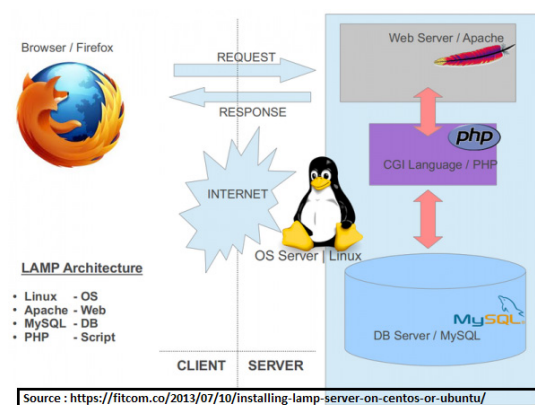 Browser / Firefox
REQUEST
RESPONSE
INTERNET
Web Server / Apache
php
CGI Language / PHP
OS Server | Linux
MySQL
DB Server / MySQL
LAMP Architecture
• Linux - OS
• Apache - Web
• MySQL - DB
• PHP - Script
CLIENT SERVER
Source : https://fitcom.co/2013/07/10/installing-lamp-server-on-centos-or-ubuntu/